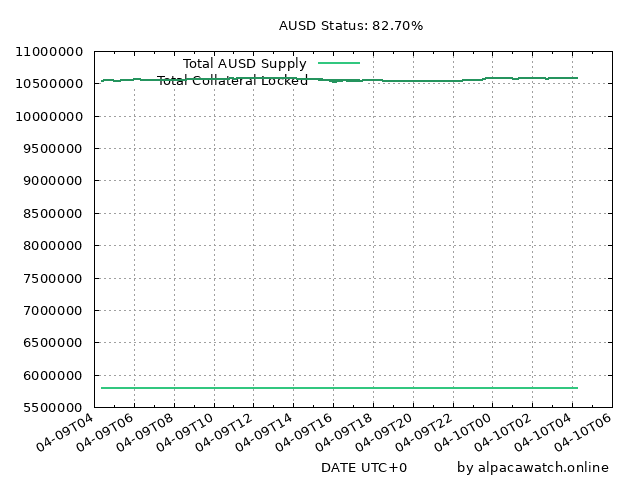 AUSD Status: 82.70%
11000000
Total AUSD Supply
10500000
Total Collateral Locked
10000000
9500000
9000000
8500000
8000000
7500000
7000000
6500000
6000000
5500000
04-09T04 04-09T06 04-09T08 04-09T10 04-09T12 04-09T14 04-09T16 04-09T18 04-09T20 04-09T22 04-10T00 04-10T02 04-10T04 04-10T06
DATE UTC+0 by alpacawatch.online